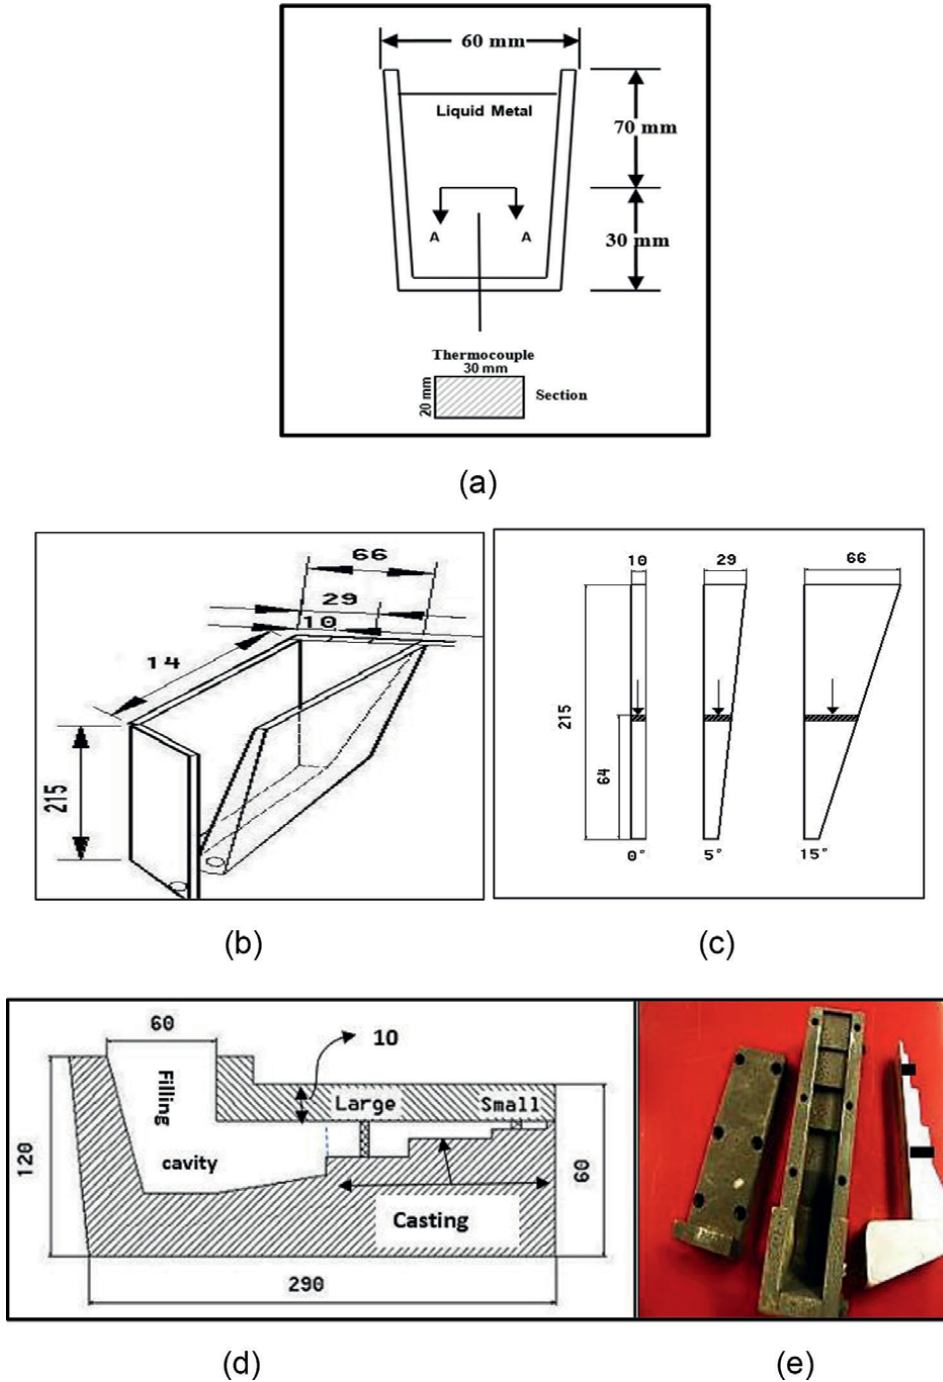 60 mm
Liquid Metal
70 mm
A A
30 mm
Thermocouple
30 mm
20 mm
Section
(a)
66
29
10
14
215
(b)
10 29 66
215
64
0° 5° 15°
(c)
60
10
Filling
Large Small
cavity
120
60
Casting
290
(d)
(e)